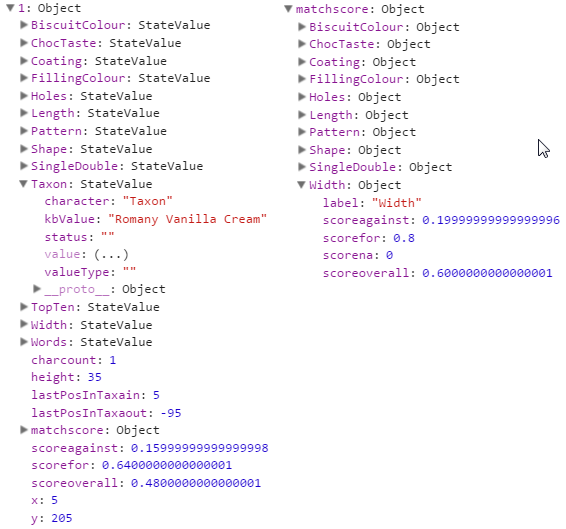 1: Object
BiscuitColour: StateValue
ChocTaste: StateValue
Coating: StateValue
FillingColour: StateValue
Holes: StateValue
Length: StateValue
Pattern: StateValue
Shape: StateValue
SingleDouble: StateValue
Taxon: StateValue
character: "Taxon"
kbValue: "Romany Vanilla Cream"
status: ""
value: (...)
valueType: ""
__proto__: Object
TopTen: StateValue
Width: StateValue
Words: StateValue
charcount: 1
height: 35
lastPosInTaxain: 5
lastPosInTaxaout: -95
matchscore: Object
scoreagainst: 0.15999999999999998
scorefor: 0.6400000000000001
scoreoverall: 0.4800000000000001
x: 5
y: 205
matchscore: Object
BiscuitColour: Object
ChocTaste: Object
Coating: Object
FillingColour: Object
Holes: Object
Length: Object
Pattern: Object
Shape: Object
SingleDouble: Object
Width: Object
label: "Width"
scoreagainst: 0.19999999999999996
scorefor: 0.8
scorena: 0
scoreoverall: 0.6000000000000001